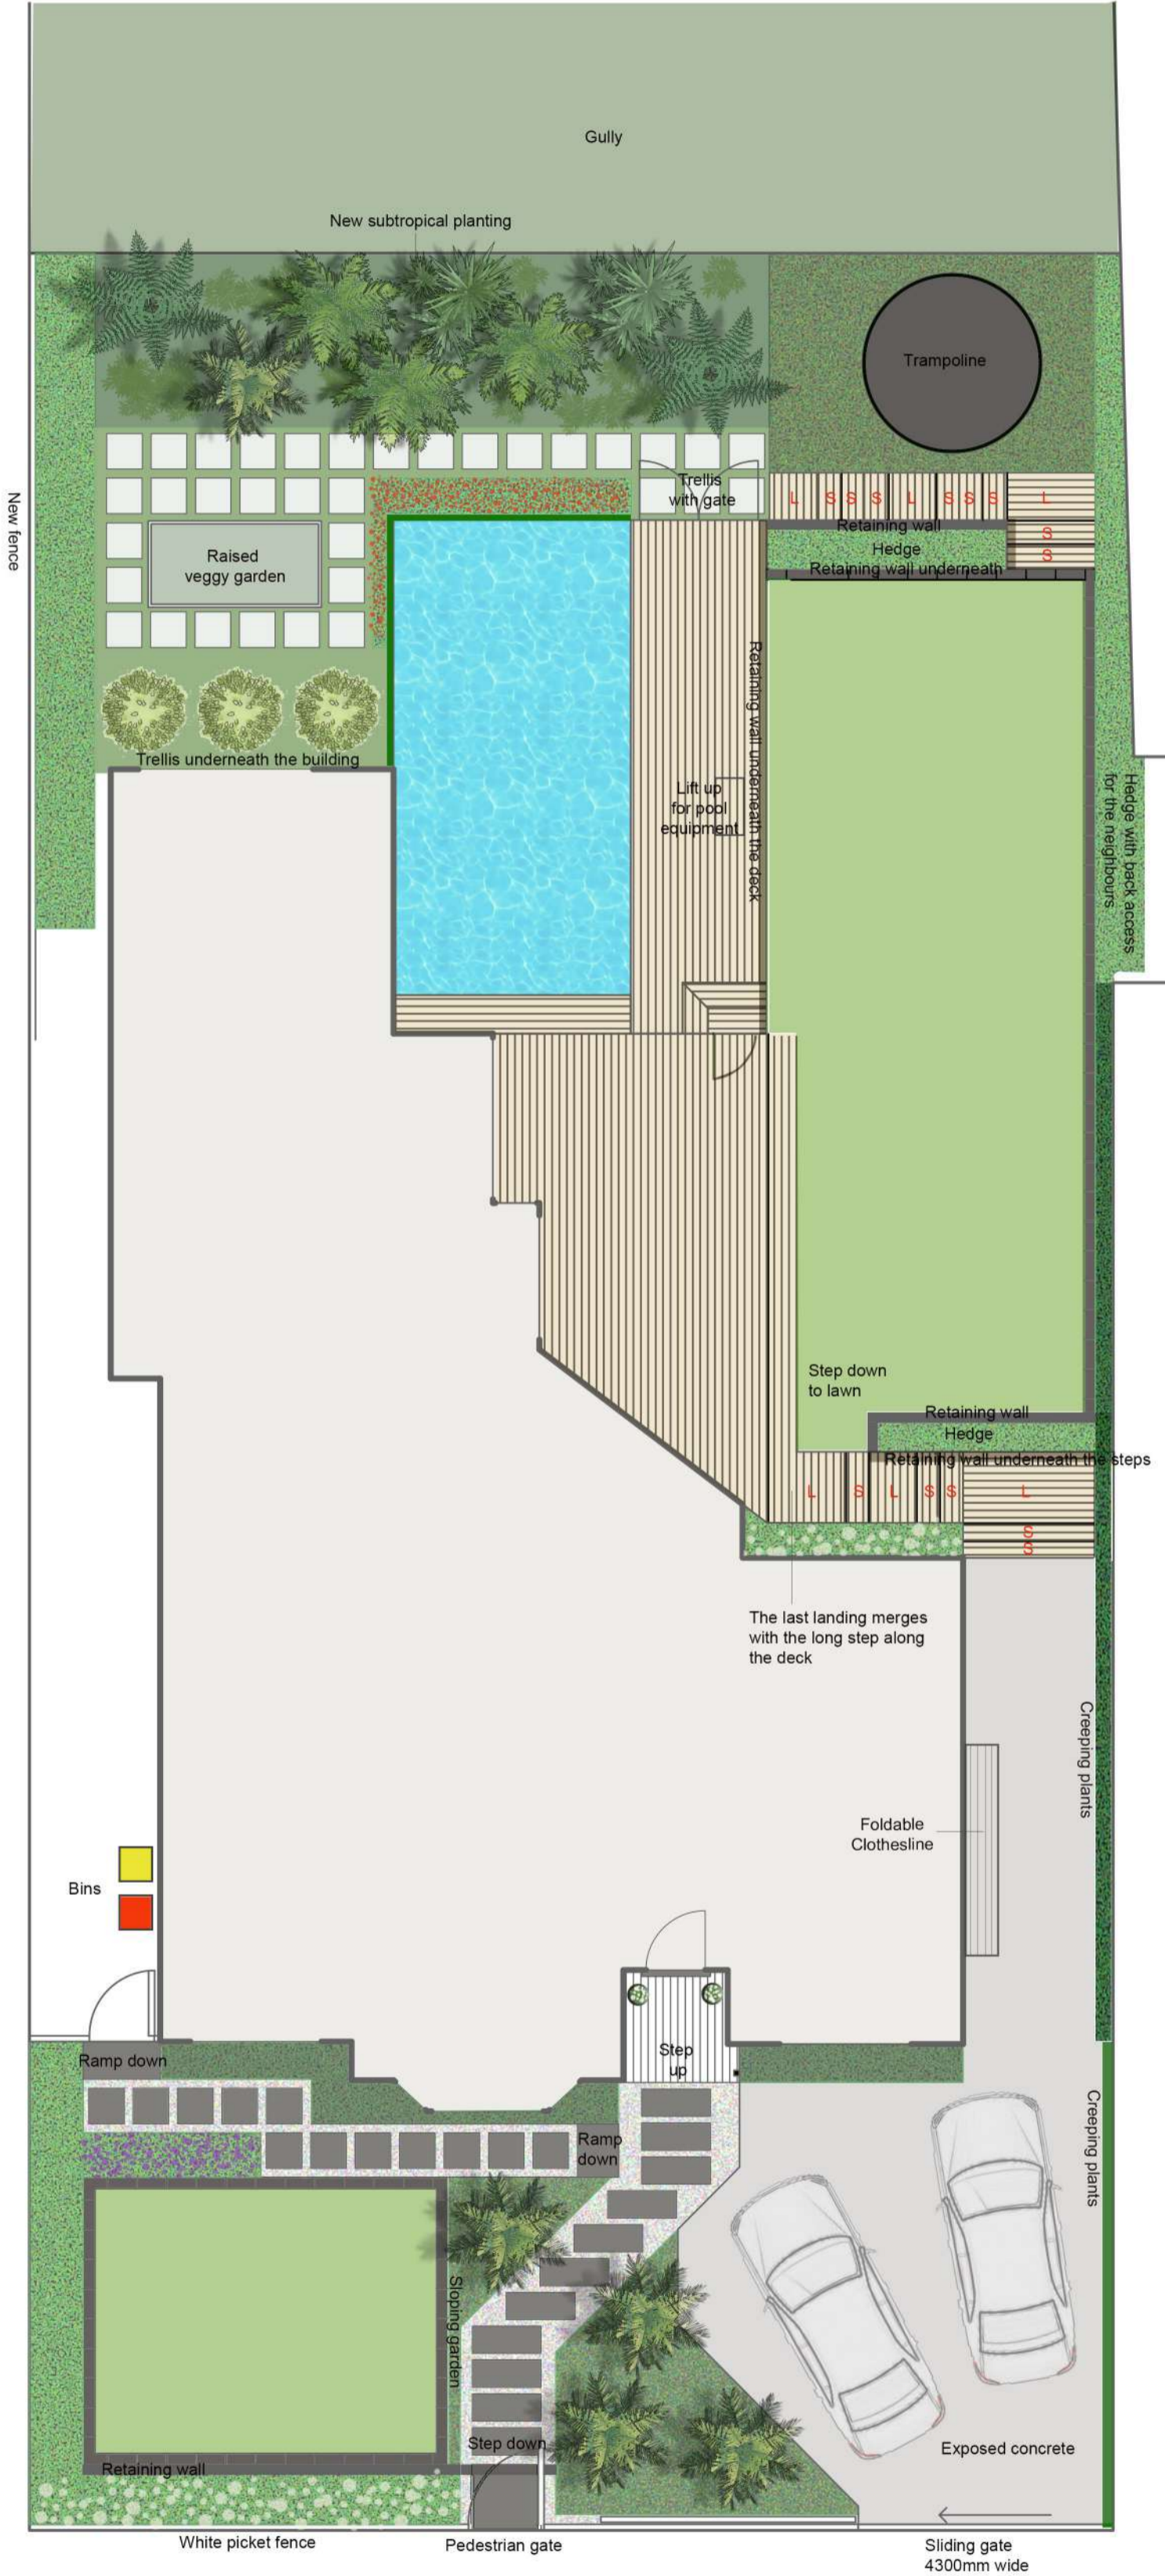 Gully
New subtropical planting
Trampoline
New fence
Trellis
with gate
L S S S L S S S L
Retaining wall
S
Hedge
S
Retaining wall underneath
Raised
veggy garden
Retaining wall underneath the deck
Trellis underneath the building
Lift up
for pool
equipment
Hedge with back access
for the neighbours
Step down
to lawn
Retaining wall
Hedge
Retaining wall underneath the steps
L S L S S L
S
S
The last landing merges
with the long step along
the deck
Creeping plants
Foldable
Clothesline
Bins
Ramp down
Step
up
Ramp
down
Creeping plants
Sloping garden
Step down
Exposed concrete
Retaining wall
White picket fence
Pedestrian gate
Sliding gate
4300mm wide